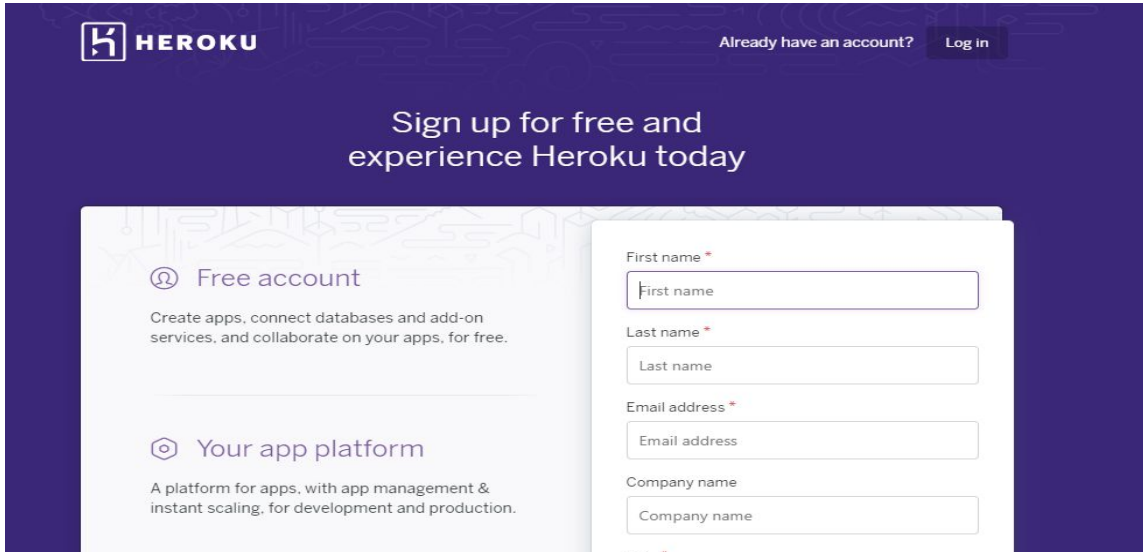 HEROKU
Already have an account? Log in
Sign up for free and
experience Heroku today
Free account
Create apps, connect databases and add-on
services, and collaborate on your apps, for free.
Your app platform
A platform for apps, with app management &
instant scaling, for development and production.
First name *
First name
Last name *
Last name
Email address *
Email address
Company name
Company name